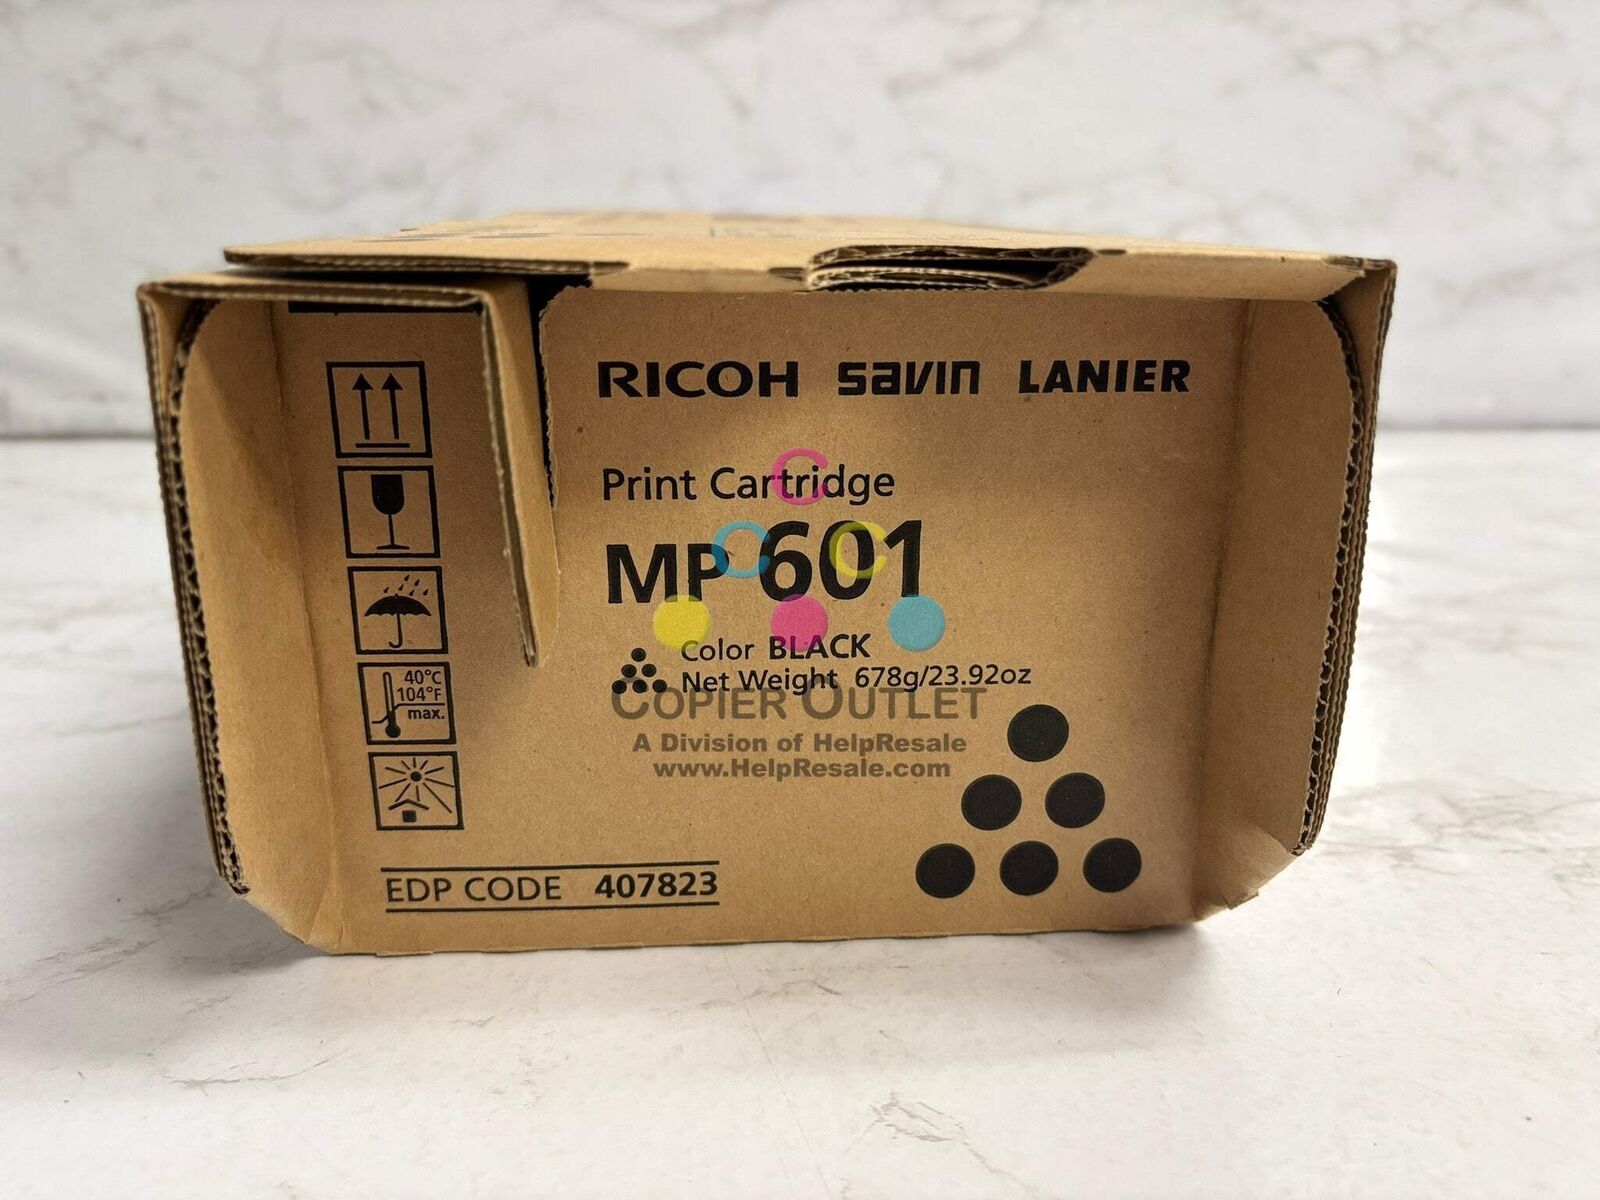 RICOH savin LANIER
Print Cartridge
MP 601
Color BLACK
Net Weight 678g/23.92oz
COPIER OUTLET
A Division of HelpResale
www.HelpResale.com
40°C
104°F
max.
EDP CODE 407823
C
C C